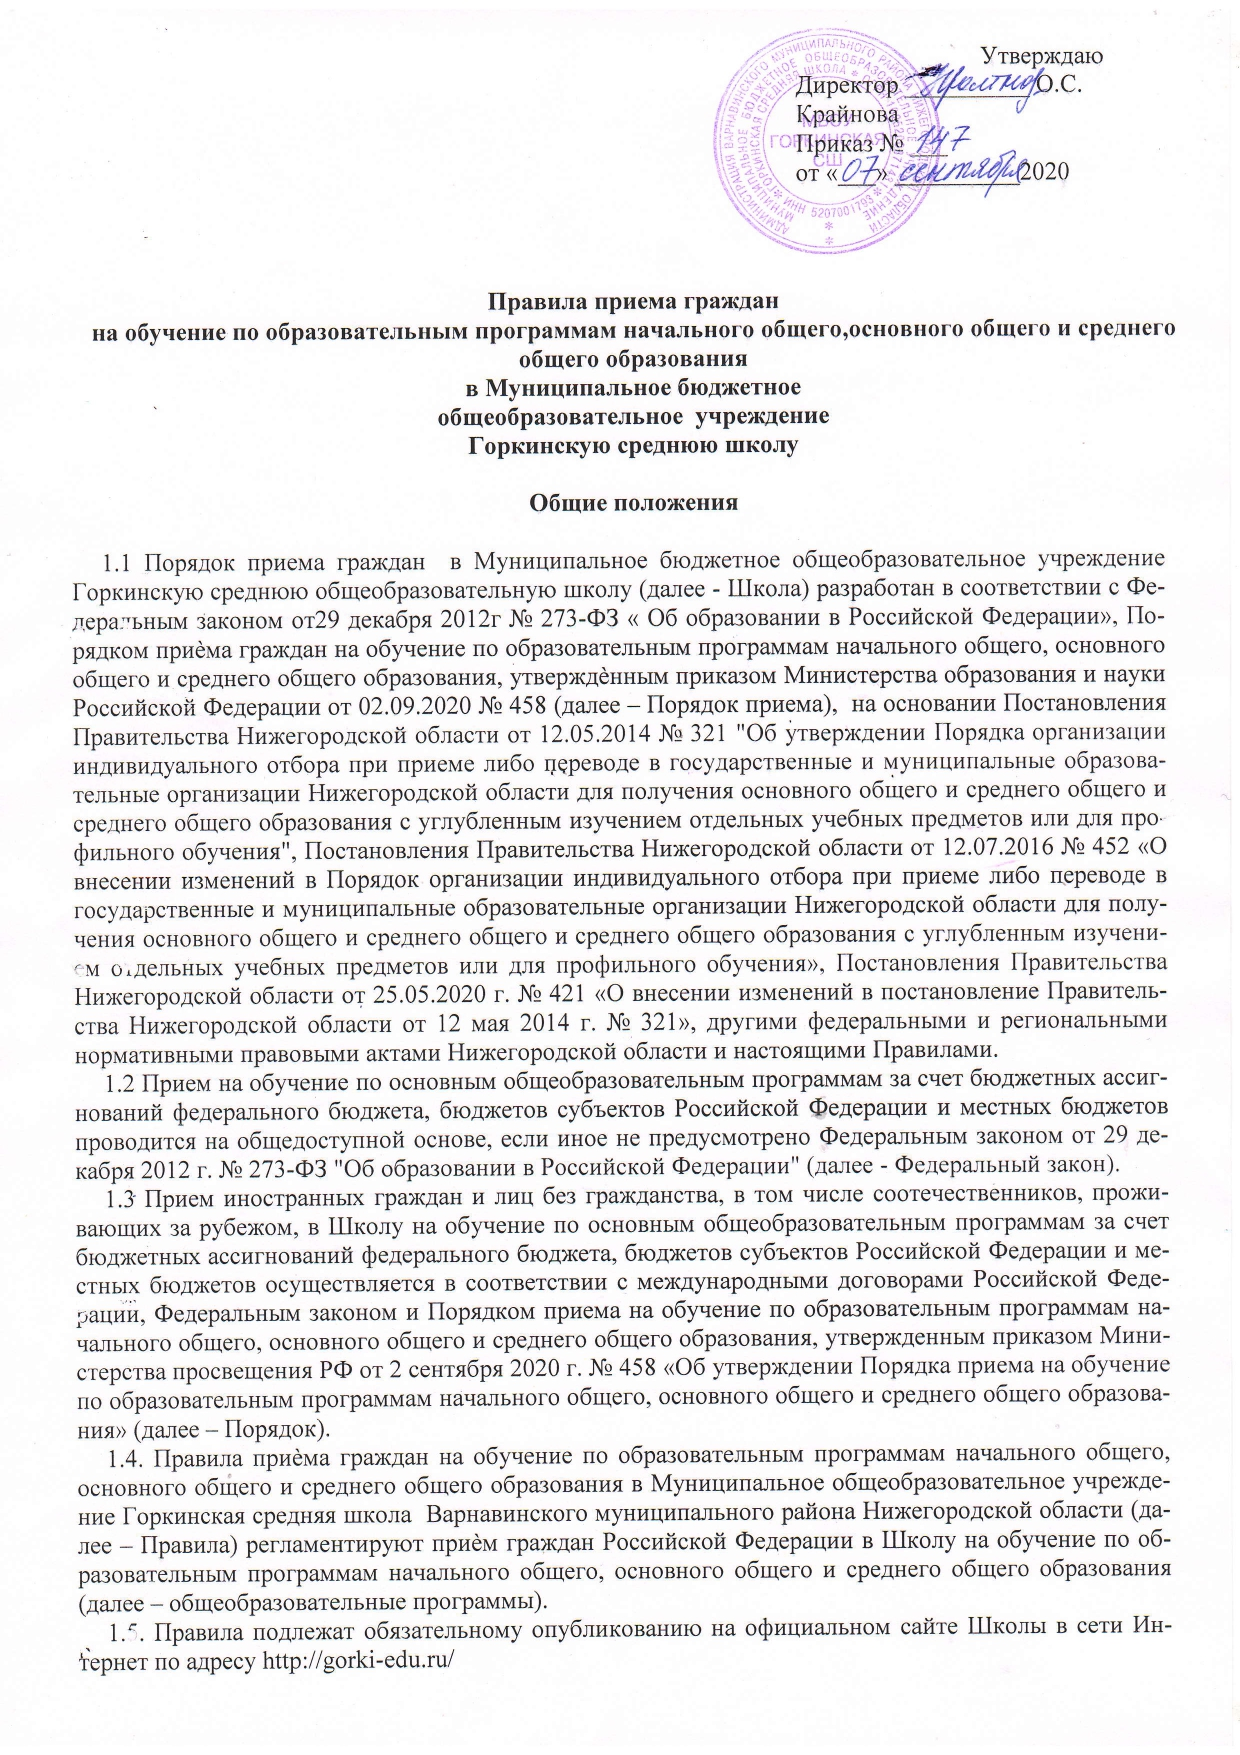 Утверждаю
Директор __________ О.С.
Крайнова
Приказ № 147
от «07» сентября 2020
МБОУ
ГОРКИНСКАЯ
СШ
ИНН 5207001793
Правила приема граждан
на обучение по образовательным программам начального общего,основного общего и среднего
общего образования
в Муниципальное бюджетное
общеобразовательное учреждение
Горкинскую среднюю школу
Общие положения
1.1 Порядок приема граждан в Муниципальное бюджетное общеобразовательное учреждение
Горкинскую среднюю общеобразовательную школу (далее - Школа) разработан в соответствии с Фе-
деральным законом от29 декабря 2012г № 273-ФЗ « Об образовании в Российской Федерации», По-
рядком приѐма граждан на обучение по образовательным программам начального общего, основного
общего и среднего общего образования, утверждѐнным приказом Министерства образования и науки
Российской Федерации от 02.09.2020 № 458 (далее – Порядок приема), на основании Постановления
Правительства Нижегородской области от 12.05.2014 № 321 "Об утверждении Порядка организации
индивидуального отбора при приеме либо переводе в государственные и муниципальные образова-
тельные организации Нижегородской области для получения основного общего и среднего общего и
среднего общего образования с углубленным изучением отдельных учебных предметов или для про-
фильного обучения", Постановления Правительства Нижегородской области от 12.07.2016 № 452 «О
внесении изменений в Порядок организации индивидуального отбора при приеме либо переводе в
государственные и муниципальные образовательные организации Нижегородской области для полу-
чения основного общего и среднего общего и среднего общего образования с углубленным изучени-
ем отдельных учебных предметов или для профильного обучения», Постановления Правительства
Нижегородской области от 25.05.2020 г. № 421 «О внесении изменений в постановление Правитель-
ства Нижегородской области от 12 мая 2014 г. № 321», другими федеральными и региональными
нормативными правовыми актами Нижегородской области и настоящими Правилами.
1.2 Прием на обучение по основным общеобразовательным программам за счет бюджетных ассиг-
нований федерального бюджета, бюджетов субъектов Российской Федерации и местных бюджетов
проводится на общедоступной основе, если иное не предусмотрено Федеральным законом от 29 де-
кабря 2012 г. № 273-ФЗ "Об образовании в Российской Федерации" (далее - Федеральный закон).
1.3 Прием иностранных граждан и лиц без гражданства, в том числе соотечественников, прожи-
вающих за рубежом, в Школу на обучение по основным общеобразовательным программам за счет
бюджетных ассигнований федерального бюджета, бюджетов субъектов Российской Федерации и ме-
стных бюджетов осуществляется в соответствии с международными договорами Российской Феде-
рации, Федеральным законом и Порядком приема на обучение по образовательным программам на-
чального общего, основного общего и среднего общего образования, утвержденным приказом Мини-
стерства просвещения РФ от 2 сентября 2020 г. № 458 «Об утверждении Порядка приема на обучение
по образовательным программам начального общего, основного общего и среднего общего образова-
ния» (далее – Порядок).
1.4. Правила приѐма граждан на обучение по образовательным программам начального общего,
основного общего и среднего общего образования в Муниципальное общеобразовательное учрежде-
ние Горкинская средняя школа Варнавинского муниципального района Нижегородской области (да-
лее – Правила) регламентируют приѐм граждан Российской Федерации в Школу на обучение по об-
разовательным программам начального общего, основного общего и среднего общего образования
(далее – общеобразовательные программы).
1.5. Правила подлежат обязательному опубликованию на официальном сайте Школы в сети Ин-
тернет по адресу http://gorki-edu.ru/